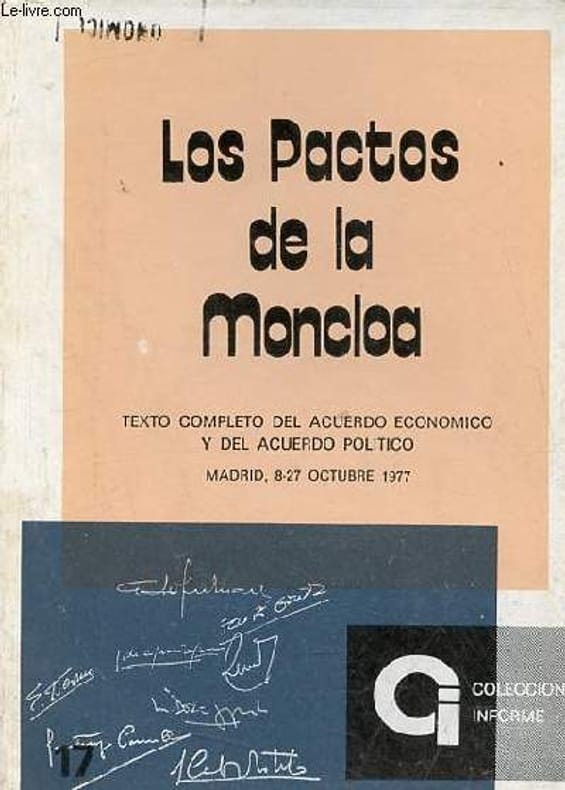 Le-livre.com
Los Pactos
de la
Moncloa
TEXTO COMPLETO DEL ACUERDO ECONOMICO
Y DEL ACUERDO POLITICO
MADRID, 8-27 OCTUBRE 1977
COLECCION
INFORME
17